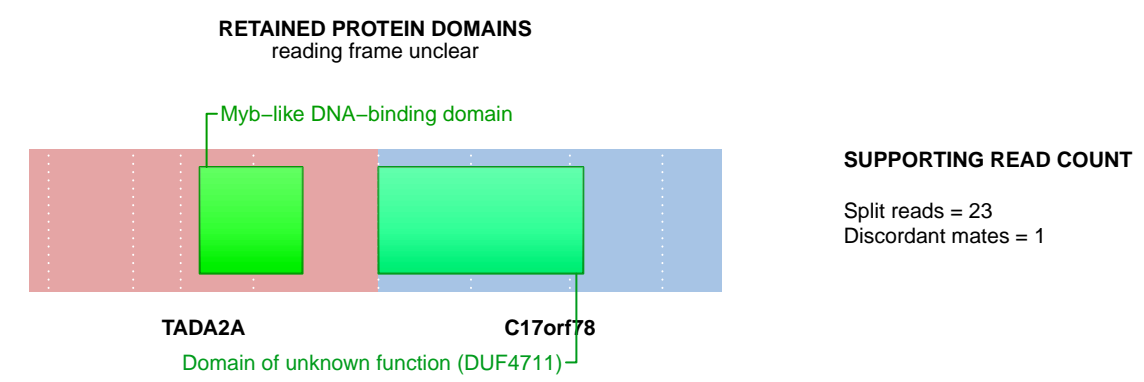 RETAINED PROTEIN DOMAINS
reading frame unclear
Myb−like DNA−binding domain
SUPPORTING READ COUNT
Split reads = 23
Discordant mates = 1
TADA2A
C17orf78
Domain of unknown function (DUF4711)